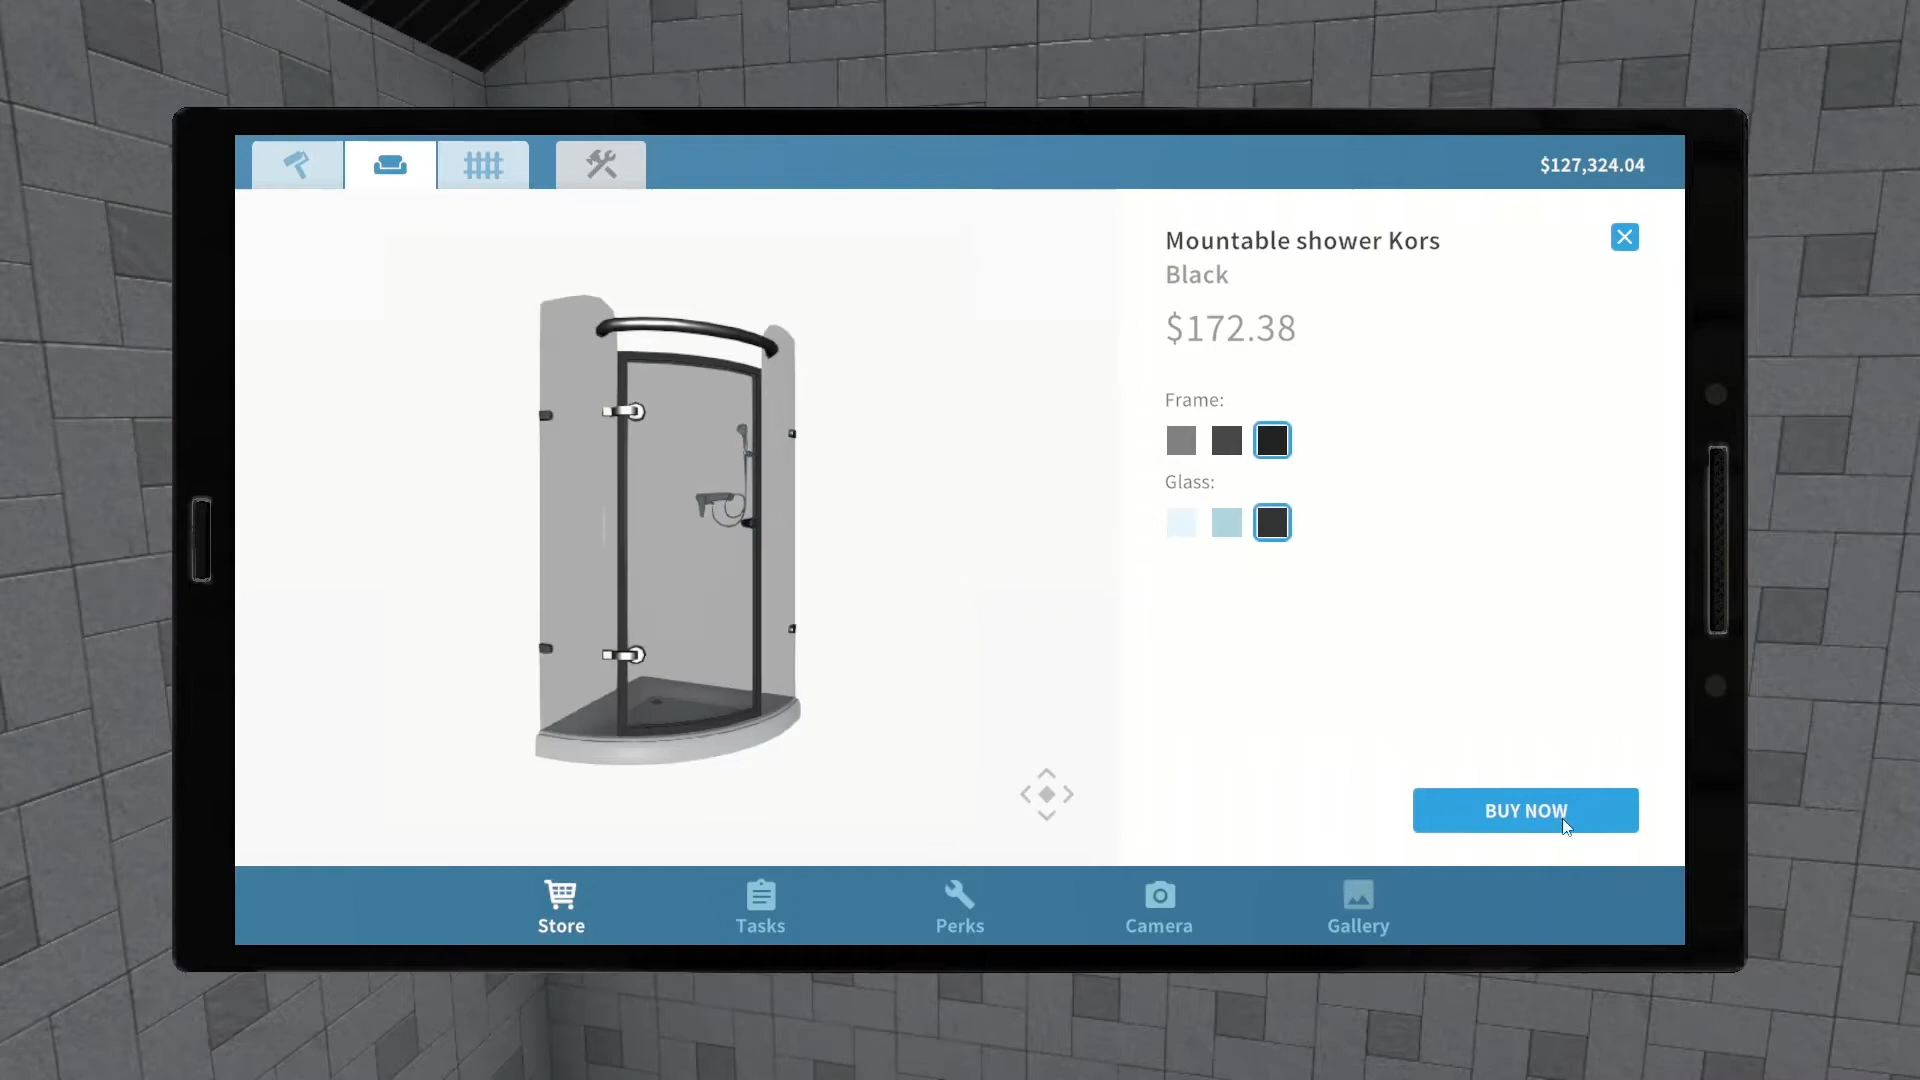 $127,324.04
Mountable shower Kors
Black
$172.38
Frame:
Glass:
BUY NOW
Store
Tasks
Perks
Camera
Gallery